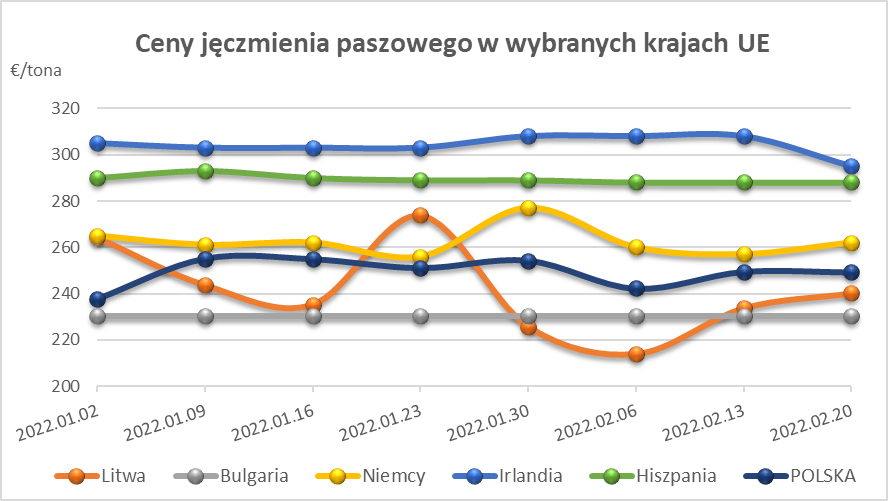 Ceny jęczmienia paszowego w wybranych krajach UE
€/tona
320
300
280
260
240
220
200
2022.01.02 2022.01.09 2022.01.16 2022.01.23 2022.01.30 2022.02.06 2022.02.13 2022.02.20
Litwa Bulgaria Niemcy Irlandia Hiszpania POLSKA